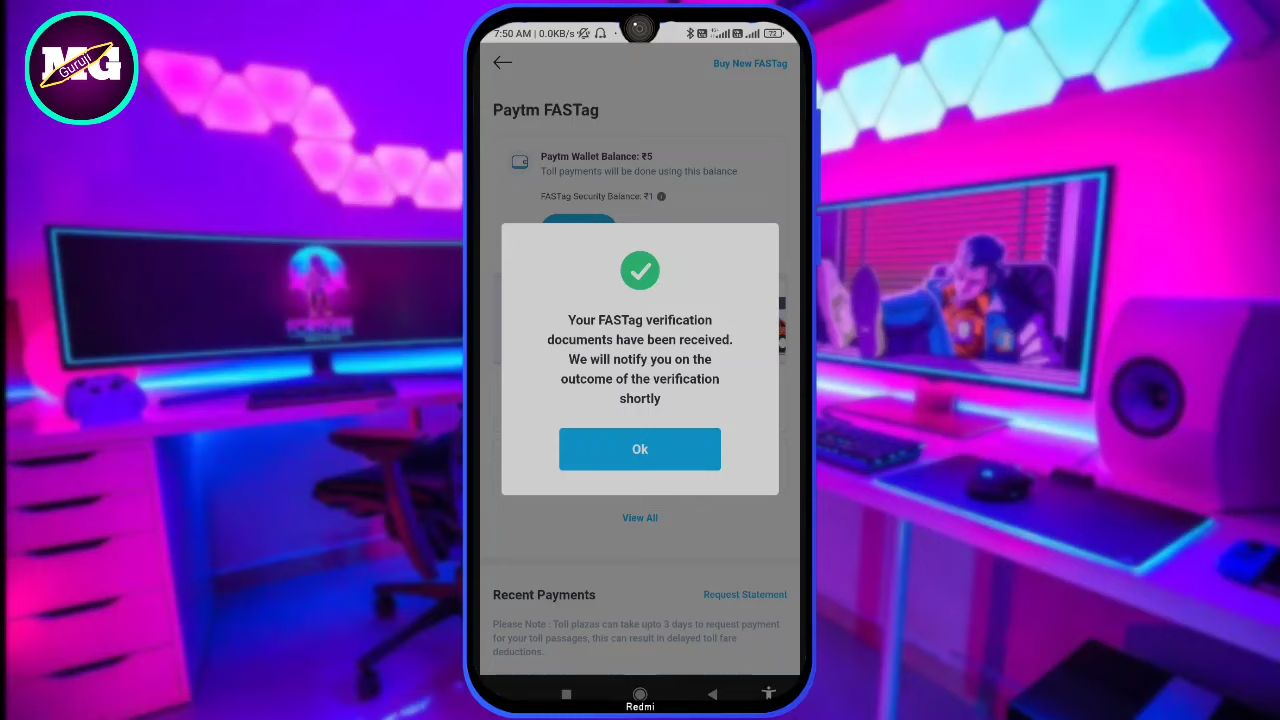 MG
Guruji
7:50 AM | 0.0KB/s
72
Buy New FASTag
Paytm FASTag
Paytm Wallet Balance: ₹5
Toll payments will be done using this balance
FASTag Security Balance: ₹1
Your FASTag verification
documents have been received.
We will notify you on the
outcome of the verification
shortly
Ok
View All
Recent Payments
Request Statement
Please Note : Toll plazas can take upto 3 days to request payment
for your toll passages, this can result in delayed toll fare
deductions.
Redmi